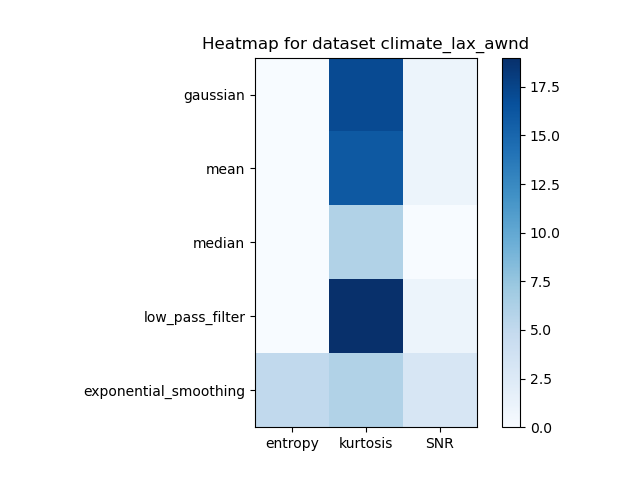 Heatmap for dataset climate_lax_awnd
gaussian
mean
median
low_pass_filter
exponential_smoothing
entropy
kurtosis
SNR
17.5
15.0
12.5
10.0
7.5
5.0
2.5
0.0